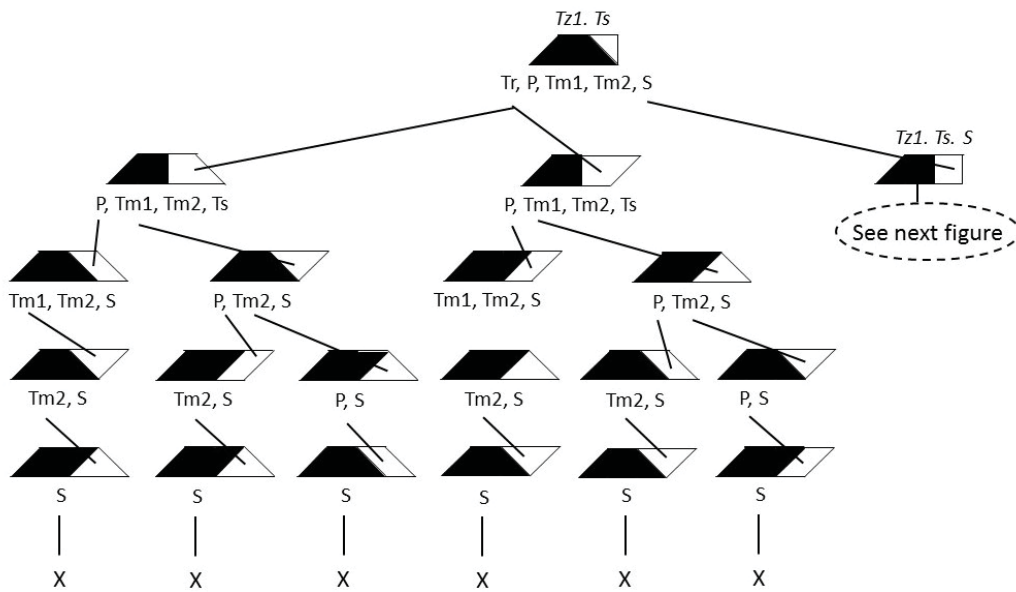 Tz1. Ts
Tr, P, Tm1, Tm2, S
Tz1. Ts. S
P, Tm1, Tm2, Ts
P, Tm1, Tm2, Ts
See next figure
Tm1, Tm2, S
P, Tm2, S
Tm1, Tm2, S
P, Tm2, S
Tm2, S
Tm2, S
P, S
Tm2, S
Tm2, S
P, S
S
S
S
S
S
S
X
X
X
X
X
X